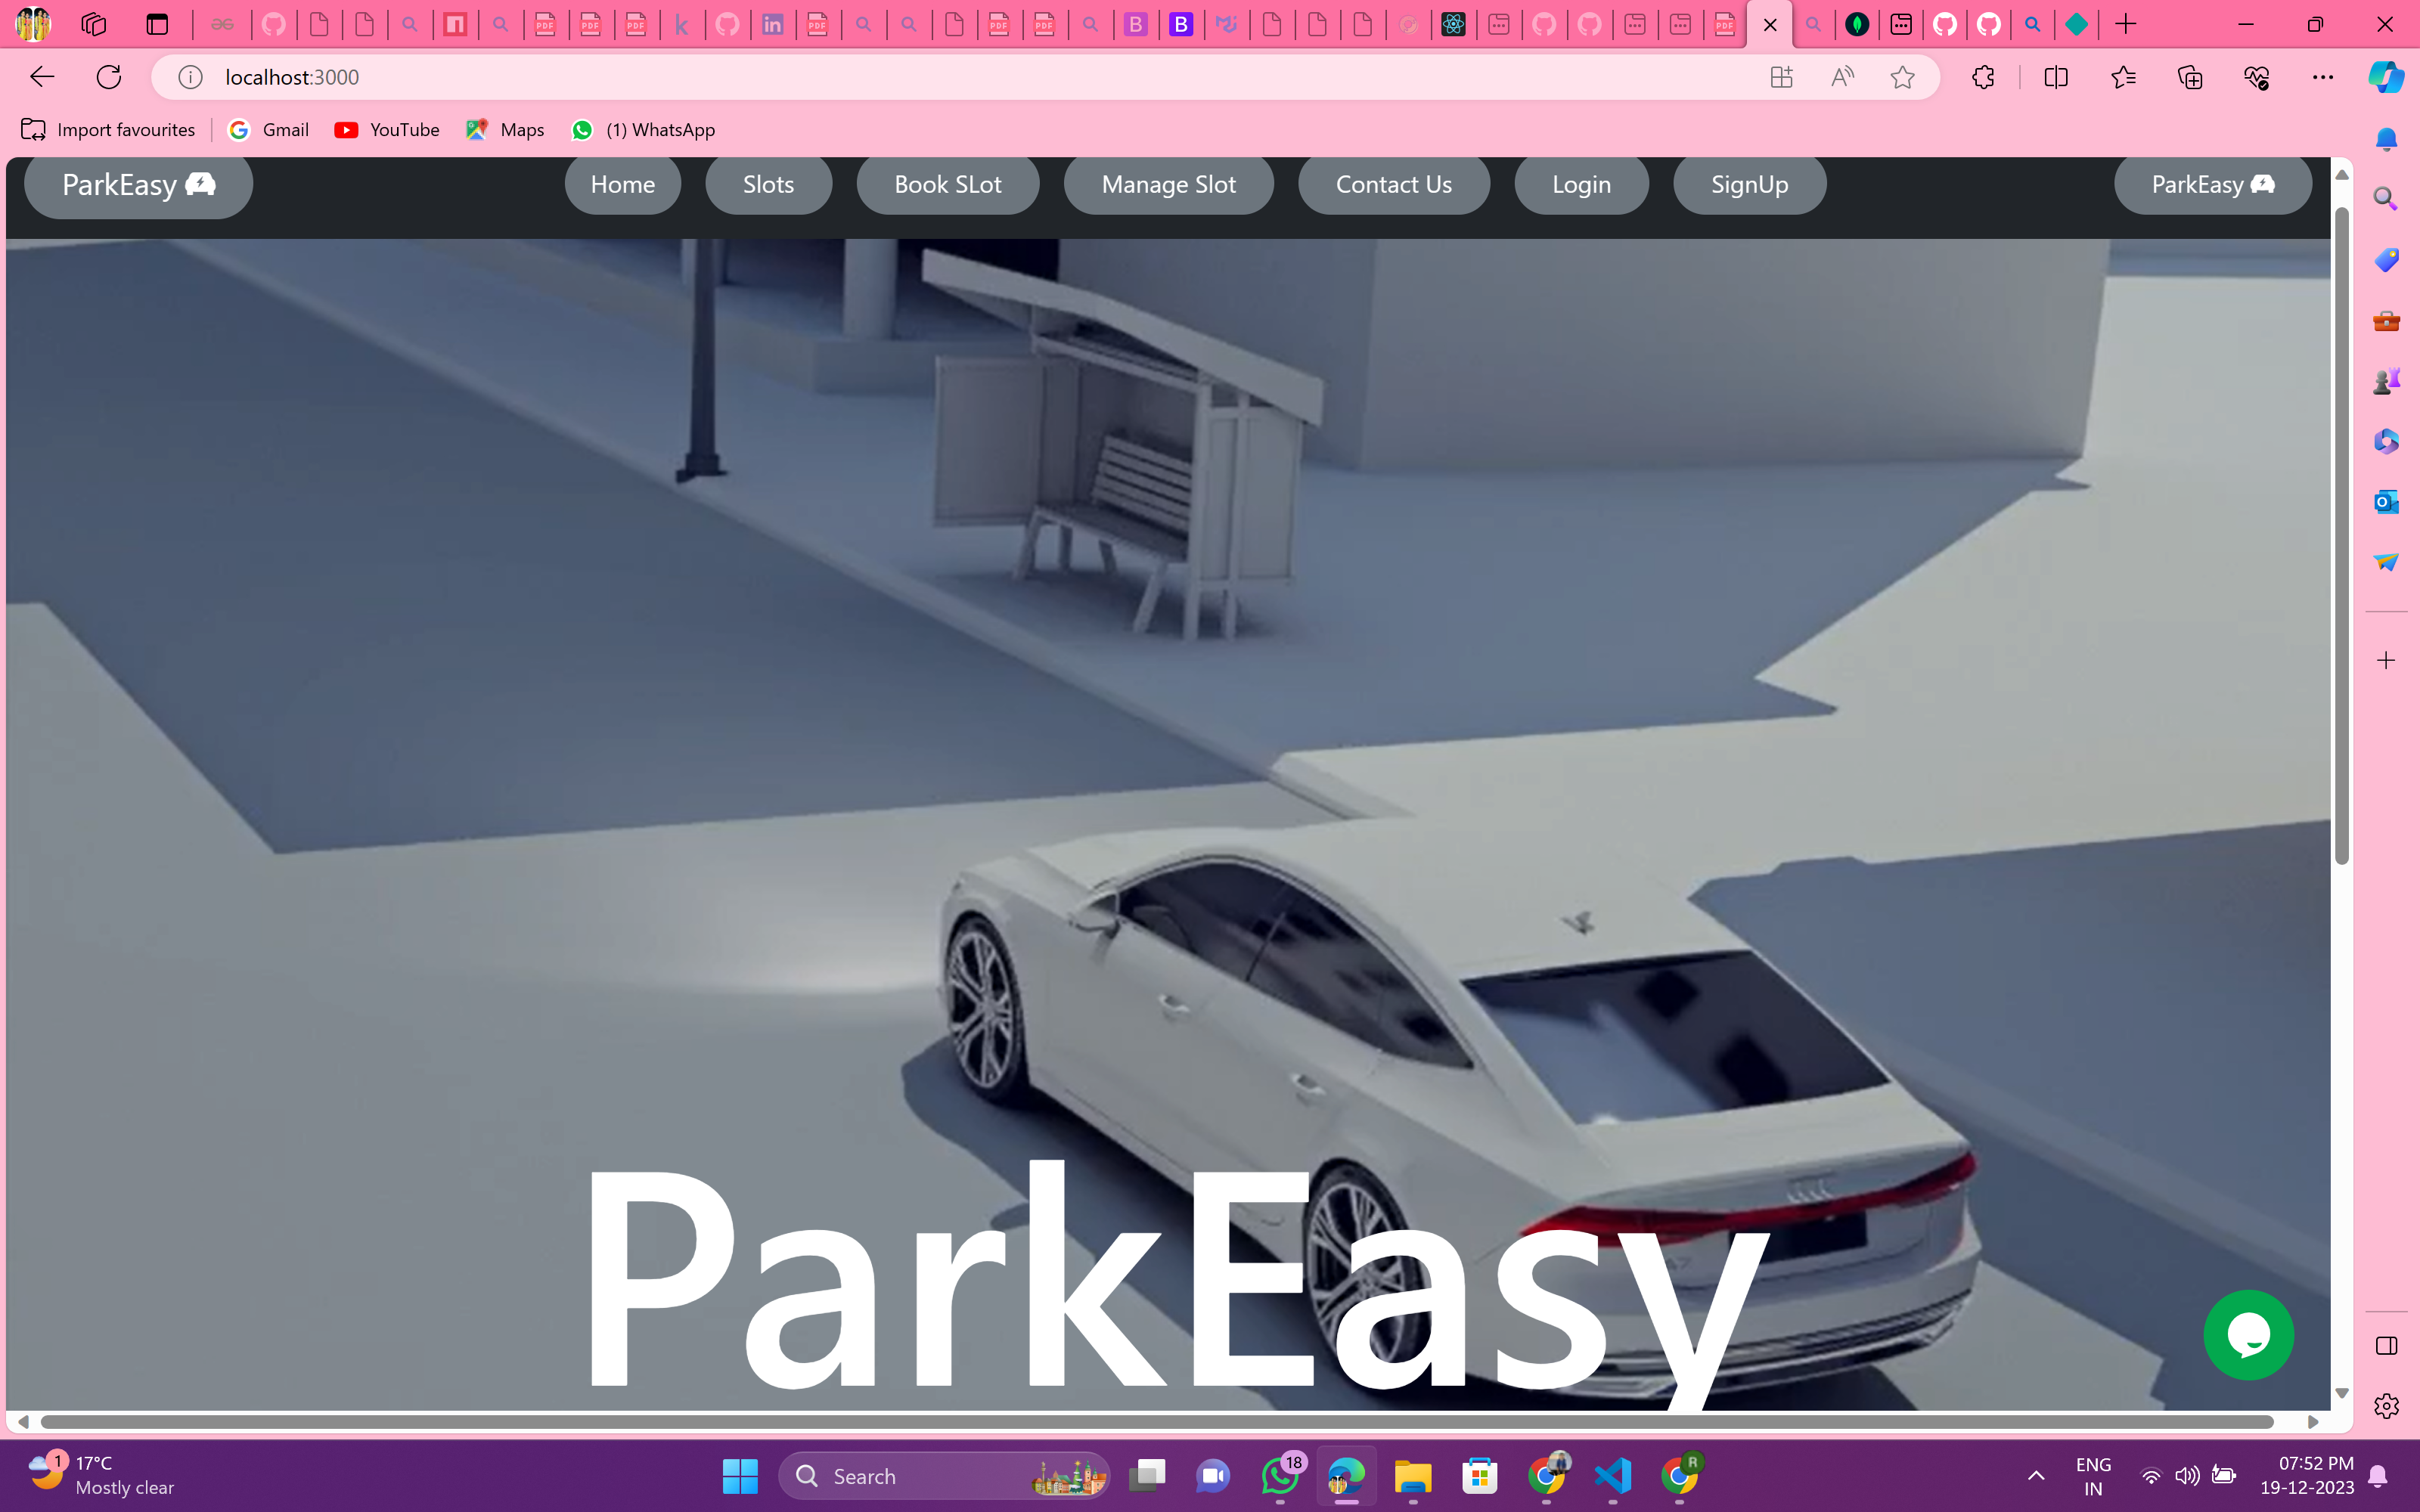 localhost:3000
Import favourites
Gmail
YouTube
Maps
(1) WhatsApp
ParkEasy
Home
Slots
Book SLot
Manage Slot
Contact Us
Login
SignUp
ParkEasy
ParkEasy
1
17°C
Mostly clear
Search
18
R
ENG
IN
07:52 PM
19-12-2023